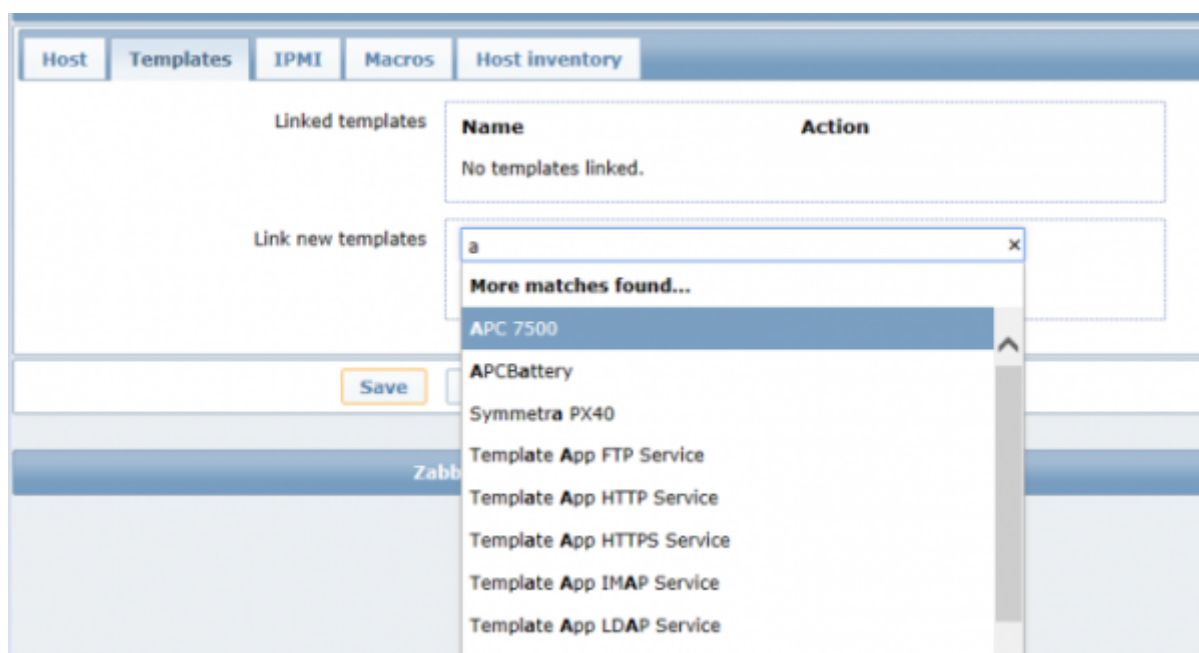 Host Templates IPMI Macros Host inventory
Linked templates
Name Action
No templates linked.
Link new templates
a ×
More matches found...
APC 7500
APCBattery
Symmetra PX40
Template App FTP Service
Template App HTTP Service
Template App HTTPS Service
Template App IMAP Service
Template App LDAP Service
Save
Zabb